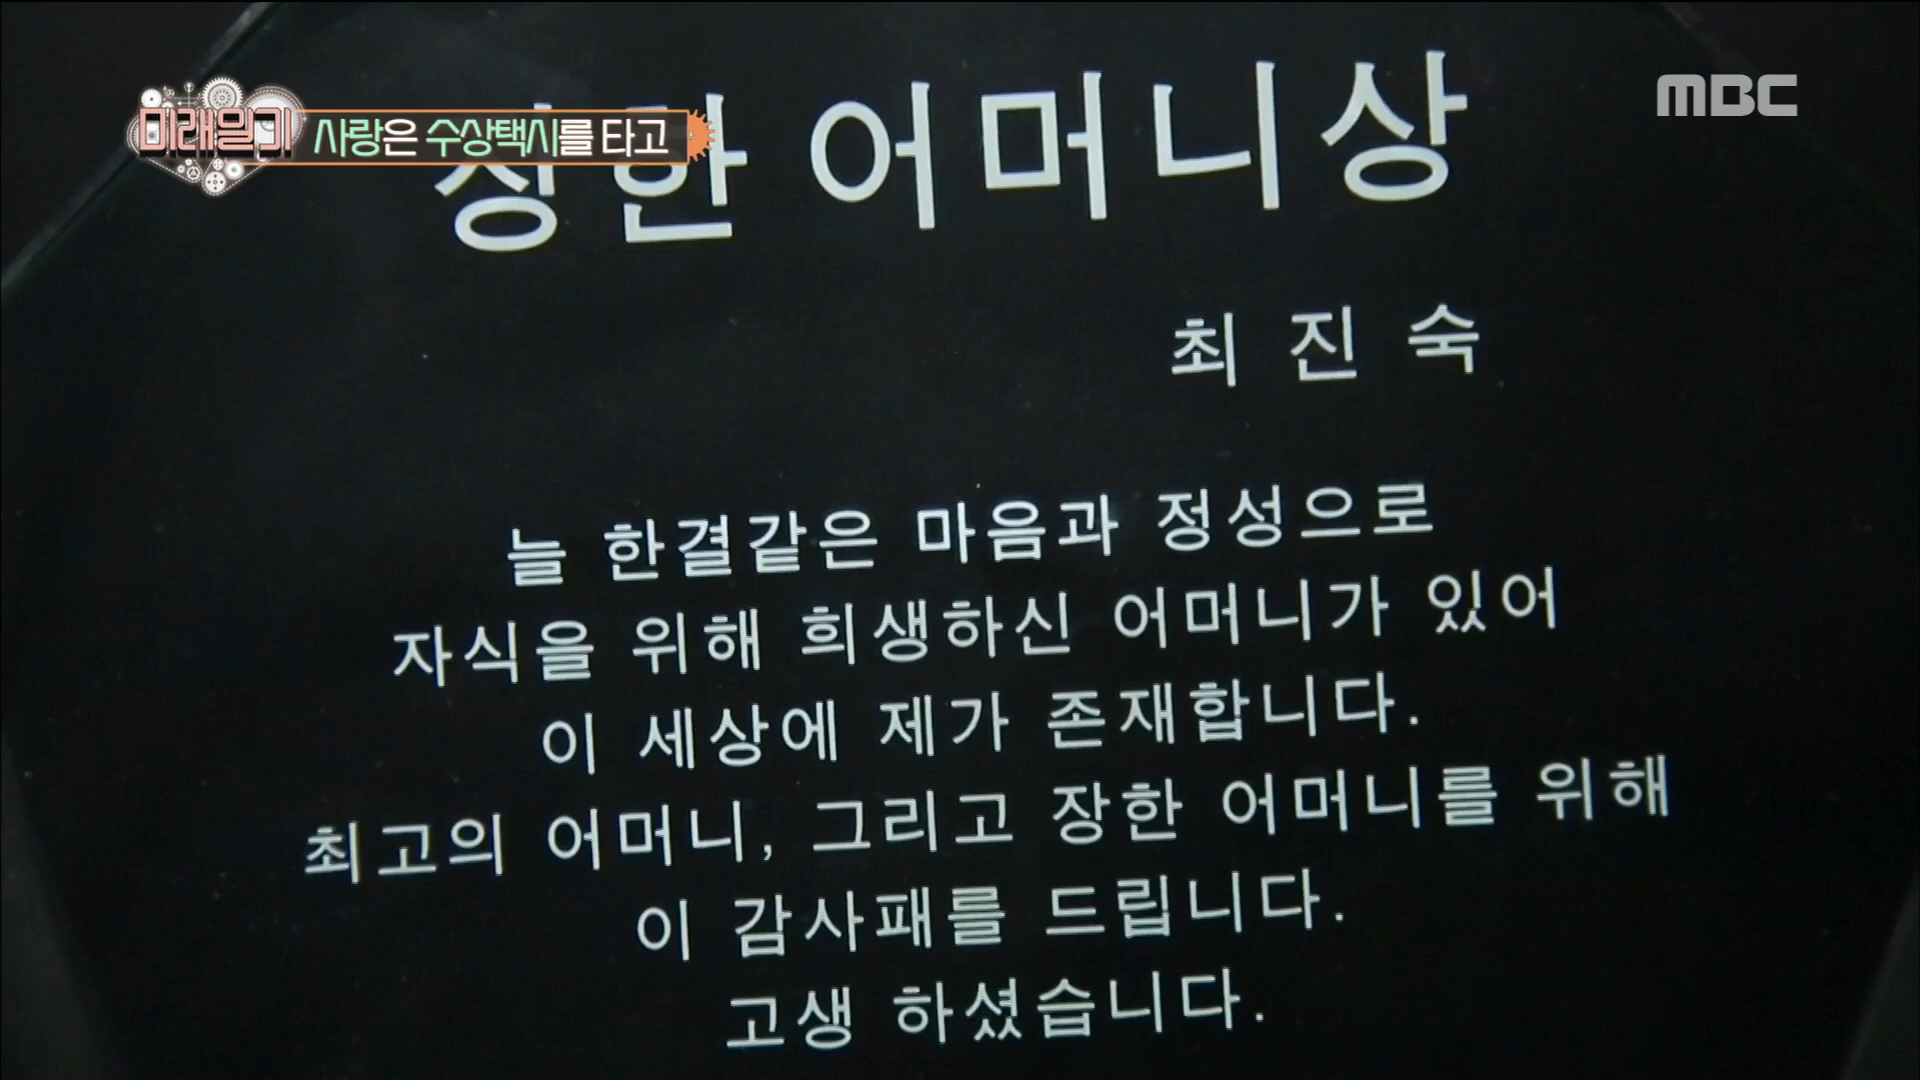 미래일기 사랑은 수상택시를 타고
MBC
장한 어머니상
최 진 숙
늘 한결같은 마음과 정성으로
자식을 위해 희생하신 어머니가 있어
이 세상에 제가 존재합니다.
최고의 어머니, 그리고 장한 어머니를 위해
이 감사패를 드립니다.
고생 하셨습니다.